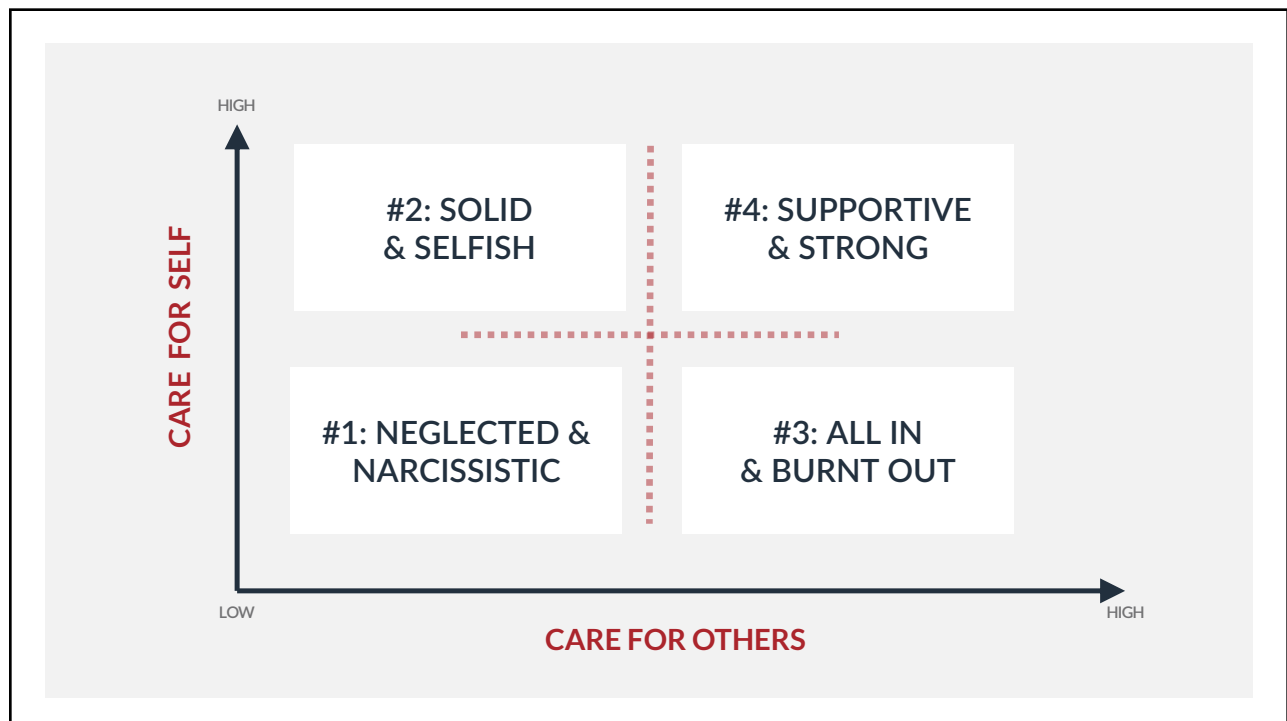 HIGH
#2: SOLID
& SELFISH
#4: SUPPORTIVE
& STRONG
CARE FOR SELF
#1: NEGLECTED &
NARCISSISTIC
#3: ALL IN
& BURNT OUT
LOW
HIGH
CARE FOR OTHERS